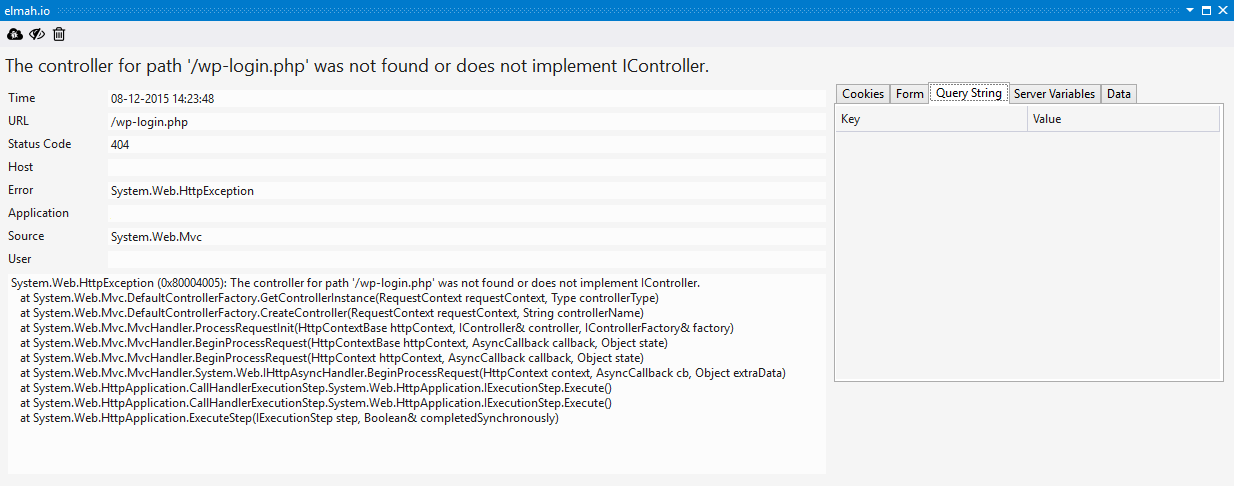 elmah.io
The controller for path '/wp-login.php' was not found or does not implement IController.
Time 08-12-2015 14:23:48
URL /wp-login.php
Status Code 404
Host
Error System.Web.HttpException
Application
Source System.Web.Mvc
User
System.Web.HttpException (0x80004005): The controller for path '/wp-login.php' was not found or does not implement IController.
at System.Web.Mvc.DefaultControllerFactory.GetControllerInstance(RequestContext requestContext, Type controllerType)
at System.Web.Mvc.DefaultControllerFactory.CreateController(RequestContext requestContext, String controllerName)
at System.Web.Mvc.MvcHandler.ProcessRequestInit(HttpContextBase httpContext, IController& controller, IControllerFactory& factory)
at System.Web.Mvc.MvcHandler.BeginProcessRequest(HttpContextBase httpContext, AsyncCallback callback, Object state)
at System.Web.Mvc.MvcHandler.BeginProcessRequest(HttpContext httpContext, AsyncCallback callback, Object state)
at System.Web.Mvc.MvcHandler.System.Web.IHttpAsyncHandler.BeginProcessRequest(HttpContext context, AsyncCallback cb, Object extraData)
at System.Web.HttpApplication.CallHandlerExecutionStep.System.Web.HttpApplication.IExecutionStep.Execute()
at System.Web.HttpApplication.CallHandlerExecutionStep.System.Web.HttpApplication.IExecutionStep.Execute()
at System.Web.HttpApplication.ExecuteStep(IExecutionStep step, Boolean& completedSynchronously)
Cookies Form Query String Server Variables Data
Key Value